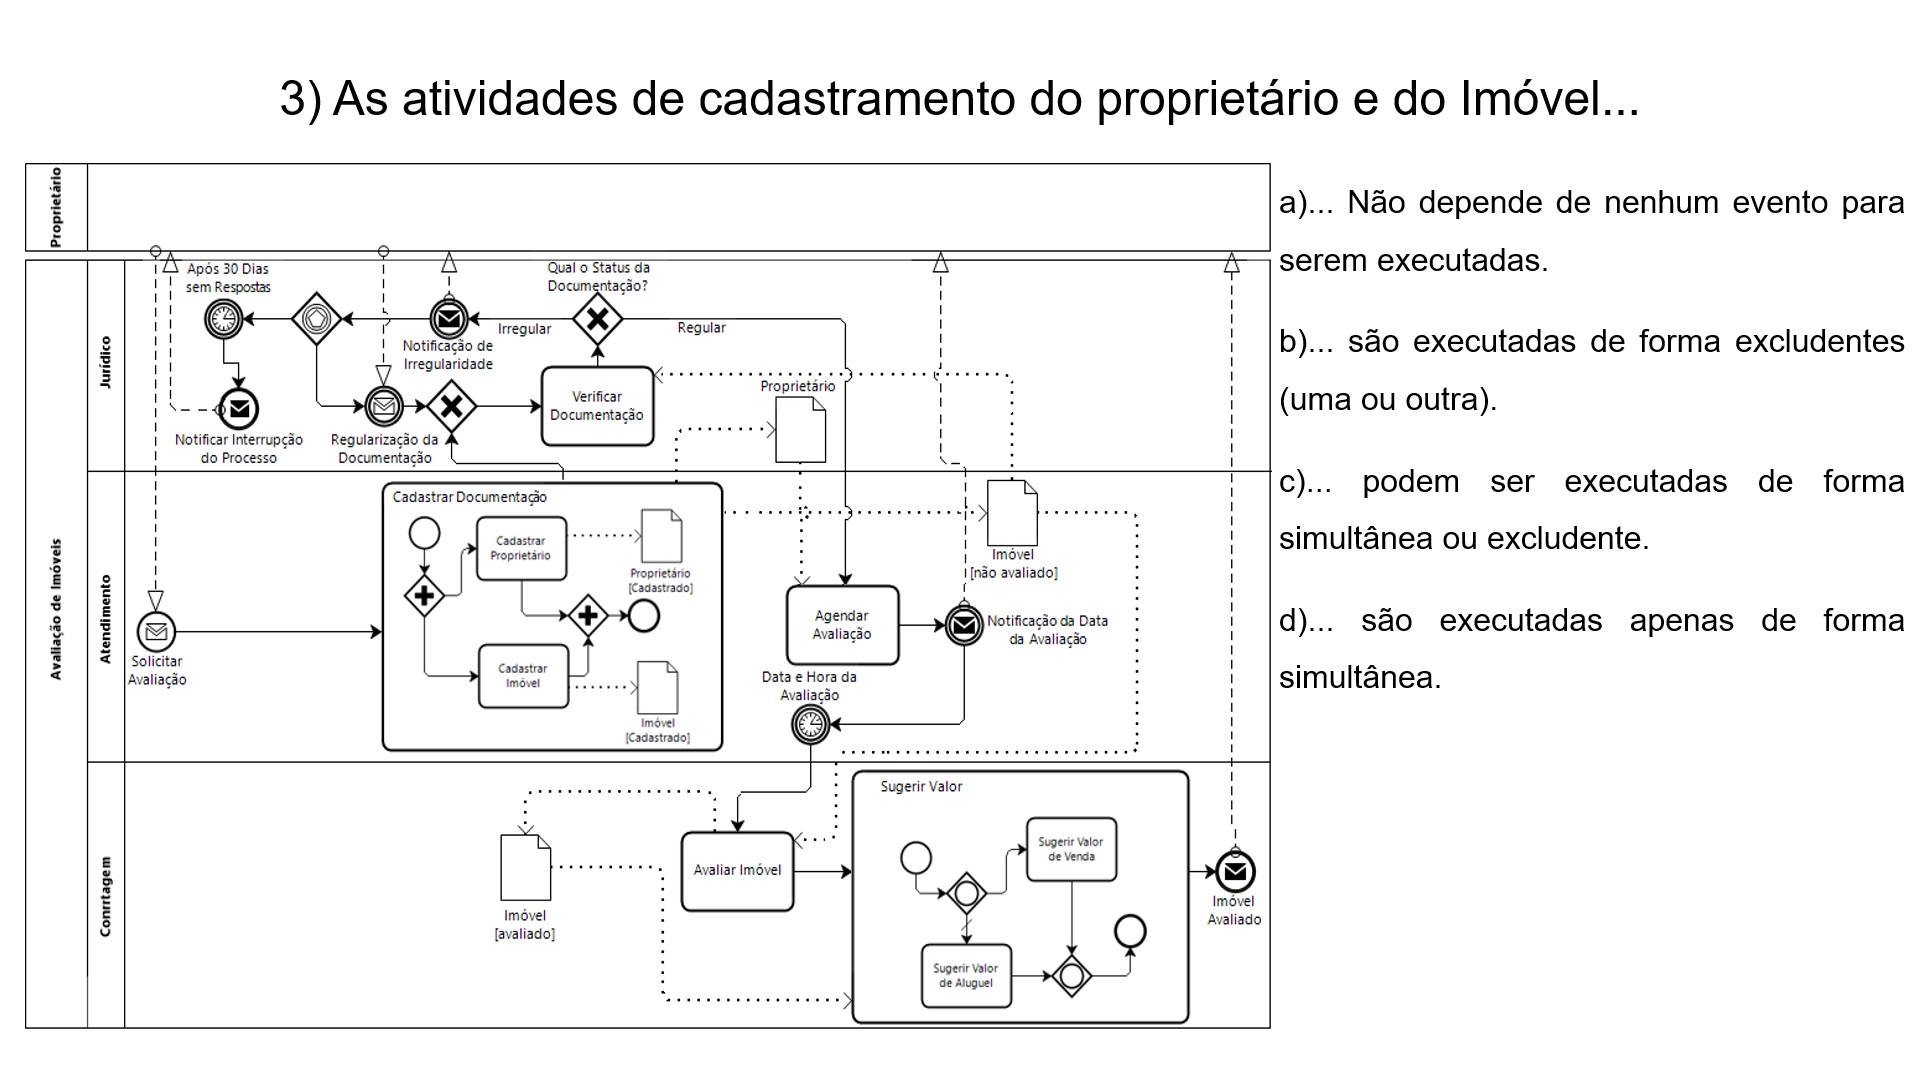 3) As atividades de cadastramento do proprietário e do Imóvel...
a)... Não depende de nenhum evento para
serem executadas.
b)... são executadas de forma excludentes
(uma ou outra).
c)... podem ser executadas de forma
simultânea ou excludente.
d)... são executadas apenas de forma
simultânea.
Proprietário
Avaliação de Imóveis
Jurídico
Após 30 Dias
sem Respostas
Notificar Interrupção
do Processo
Notificação de
Irregularidade
Regularização da
Documentação
Qual o Status da
Documentação?
Irregular
Regular
Verificar
Documentação
Proprietário
Atendimento
Solicitar
Avaliação
Cadastrar Documentação
Cadastrar
Proprietário
Proprietário
[Cadastrado]
Cadastrar
Imóvel
Imóvel
[Cadastrado]
Imóvel
[não avaliado]
Agendar
Avaliação
Notificação da Data
da Avaliação
Data e Hora da
Avaliação
Conrrtagem
Imóvel
[avaliado]
Avaliar Imóvel
Sugerir Valor
Sugerir Valor
de Venda
Sugerir Valor
de Aluguel
Imóvel
Avaliado